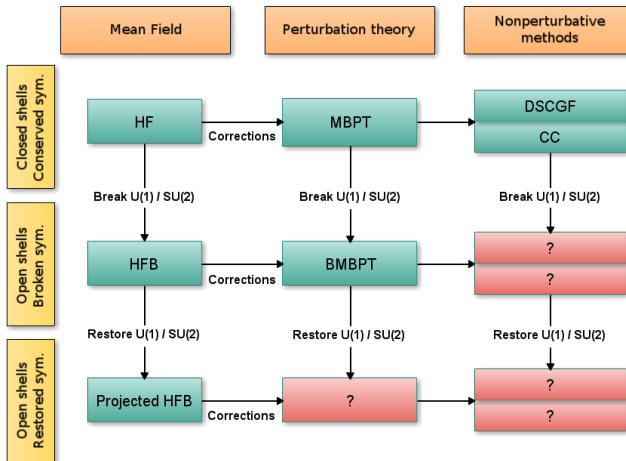 Mean Field
Perturbation theory
Nonperturbative
methods
Closed shells
Conserved sym.
HF
Corrections
MBPT
DSCGF
CC
Break U(1) / SU(2)
Break U(1) / SU(2)
Break U(1) / SU(2)
Open shells
Broken sym.
HFB
Corrections
BMBPT
?
?
Restore U(1) / SU(2)
Restore U(1) / SU(2)
Restore U(1) / SU(2)
Open shells
Restored sym.
Projected HFB
Corrections
?
?
?